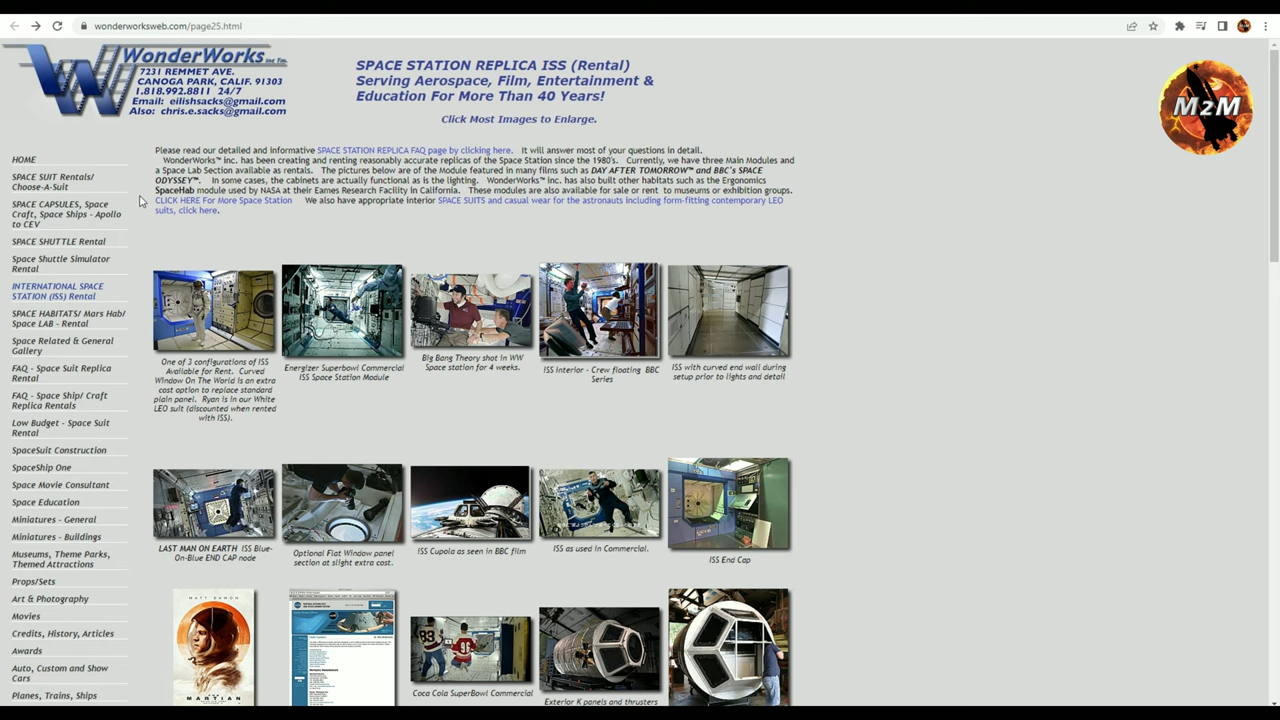 wonderworksweb.com/page25.html
WonderWorks Inc Tm.
7231 REMMET AVE.
CANOGA PARK, CALIF. 91303
1.818.992.8811 24/7
Email: eilishsacks@gmail.com
Also: chris.e.sacks@gmail.com
SPACE STATION REPLICA ISS (Rental)
Serving Aerospace, Film, Entertainment &
Education For More Than 40 Years!
Click Most Images to Enlarge.
M2M
HOME
SPACE SUIT Rentals/
Choose-A-Suit
SPACE CAPSULES, Space
Craft, Space Ships - Apollo
to CEV
SPACE SHUTTLE Rental
Space Shuttle Simulator
Rental
INTERNATIONAL SPACE
STATION (ISS) Rental
SPACE HABITATS/ Mars Hab/
Space LAB - Rental
Space Related & General
Gallery
FAQ - Space Suit Replica
Rental
FAQ - Space Ship/ Craft
Replica Rentals
Low Budget - Space Suit
Rental
SpaceSuit Construction
SpaceShip One
Space Movie Consultant
Space Education
Miniatures - General
Miniatures - Buildings
Museums, Theme Parks,
Themed Attractions
Props/Sets
Art & Photography
Movies
Credits, History, Articles
Awards
Auto, Custom and Show
Cars
Planes, Trains, Ships
Please read our detailed and informative SPACE STATION REPLICA FAQ page by clicking here. It will answer most of your questions in detail.
WonderWorks™ inc. has been creating and renting reasonably accurate replicas of the Space Station since the 1980's. Currently, we have three Main Modules and
a Space Lab Section available as rentals. The pictures below are of the Module featured in many films such as DAY AFTER TOMORROW™ and BBC's SPACE
ODYSSEY™. In some cases, the cabinets are actually functional as is the lighting. WonderWorks™ inc. has also built other habitats such as the Ergonomics
SpaceHab module used by NASA at their Eames Research Facility in California. These modules are also available for sale or rent to museums or exhibition groups.
CLICK HERE For More Space Station We also have appropriate interior SPACE SUITS and casual wear for the astronauts including form-fitting contemporary LEO
suits, click here.
One of 3 configurations of ISS
Available for Rent. Curved
Window On The World is an extra
cost option to replace standard
plain panel. Ryan is in our White
LEO suit (discounted when rented
with ISS).
Energizer Superbowl Commercial
ISS Space Station Module
Big Bang Theory shot in WW
Space station for 4 weeks.
ISS Interior - Crew floating BBC
Series
ISS with curved end wall during
setup prior to lights and detail
LAST MAN ON EARTH ISS Blue-
On-Blue END CAP node
Optional Flat Window panel
section at slight extra cost.
ISS Cupola as seen in BBC film
ISS as used in Commercial.
ISS End Cap
MATT DAMON
MARTIAN
83
96
Coca Cola SuperBowl Commercial
Exterior K panels and thrusters